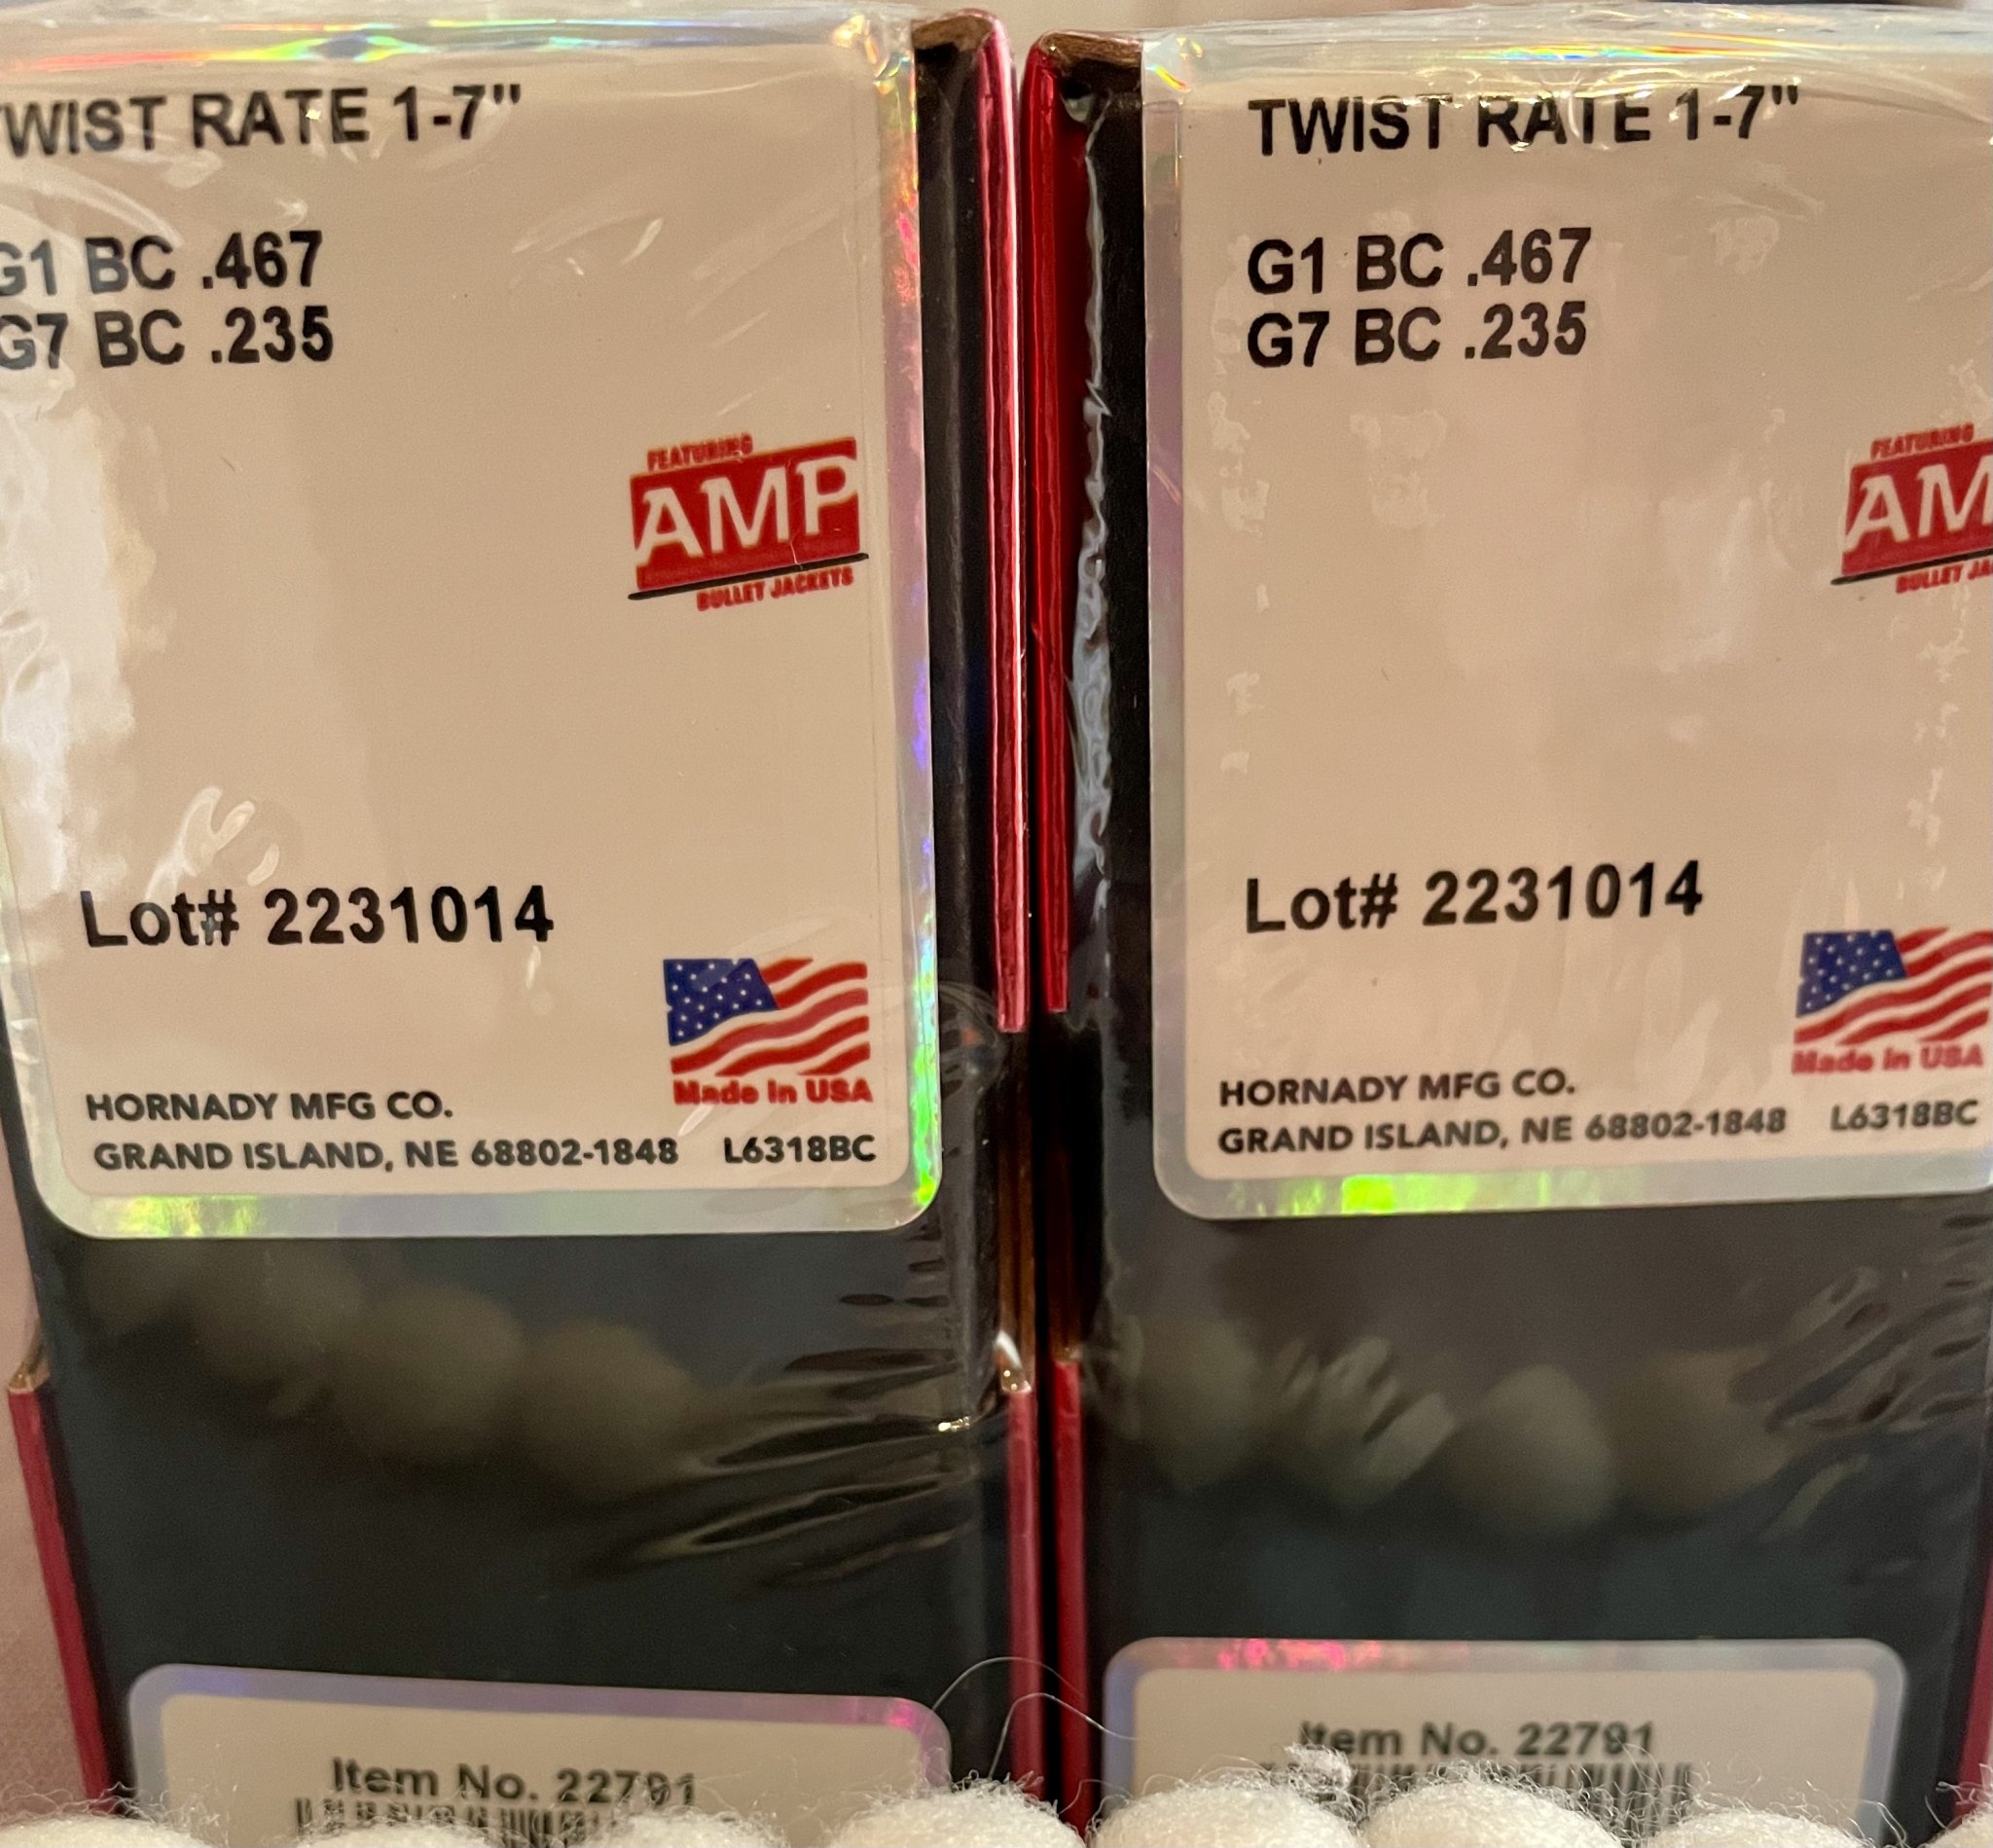 TWIST RATE 1-7"
G1 BC .467
G7 BC .235
FEATURING
AMP
BULLET JACKETS
Lot# 2231014
Made in USA
HORNADY MFG CO.
GRAND ISLAND, NE 68802-1848 L6318BC
Item No. 22791
TWIST RATE 1-7"
G1 BC .467
G7 BC .235
FEATURING
AM
BULLET JA
Lot# 2231014
Made in USA
HORNADY MFG CO.
GRAND ISLAND, NE 68802-1848 L6318BC
Item No. 22791